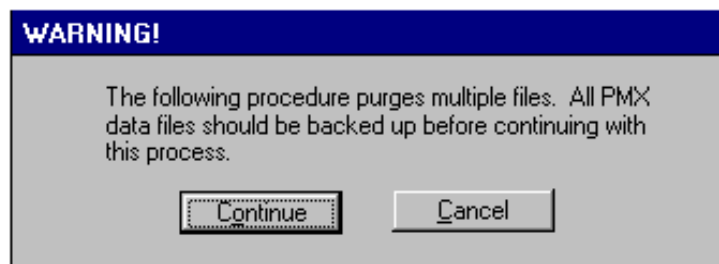 WARNING!
The following procedure purges multiple files.  All PMX
data files should be backed up before continuing with
this process.
Continue
Cancel